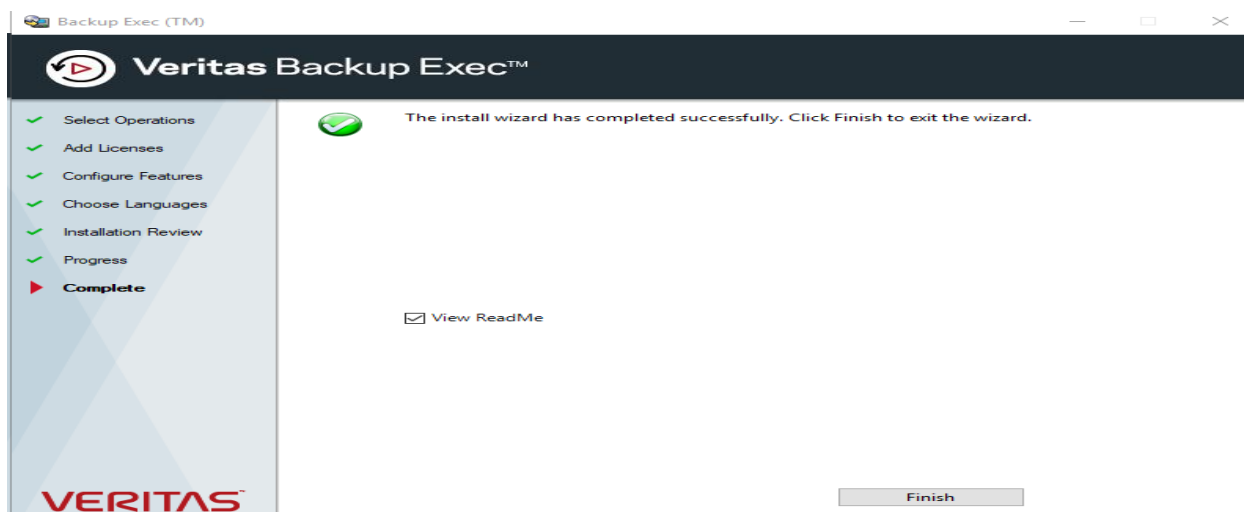 Backup Exec (TM)
Veritas Backup Exec™
Select Operations
Add Licenses
Configure Features
Choose Languages
Installation Review
Progress
Complete
The install wizard has completed successfully. Click Finish to exit the wizard.
View ReadMe
VERITAS™
Finish